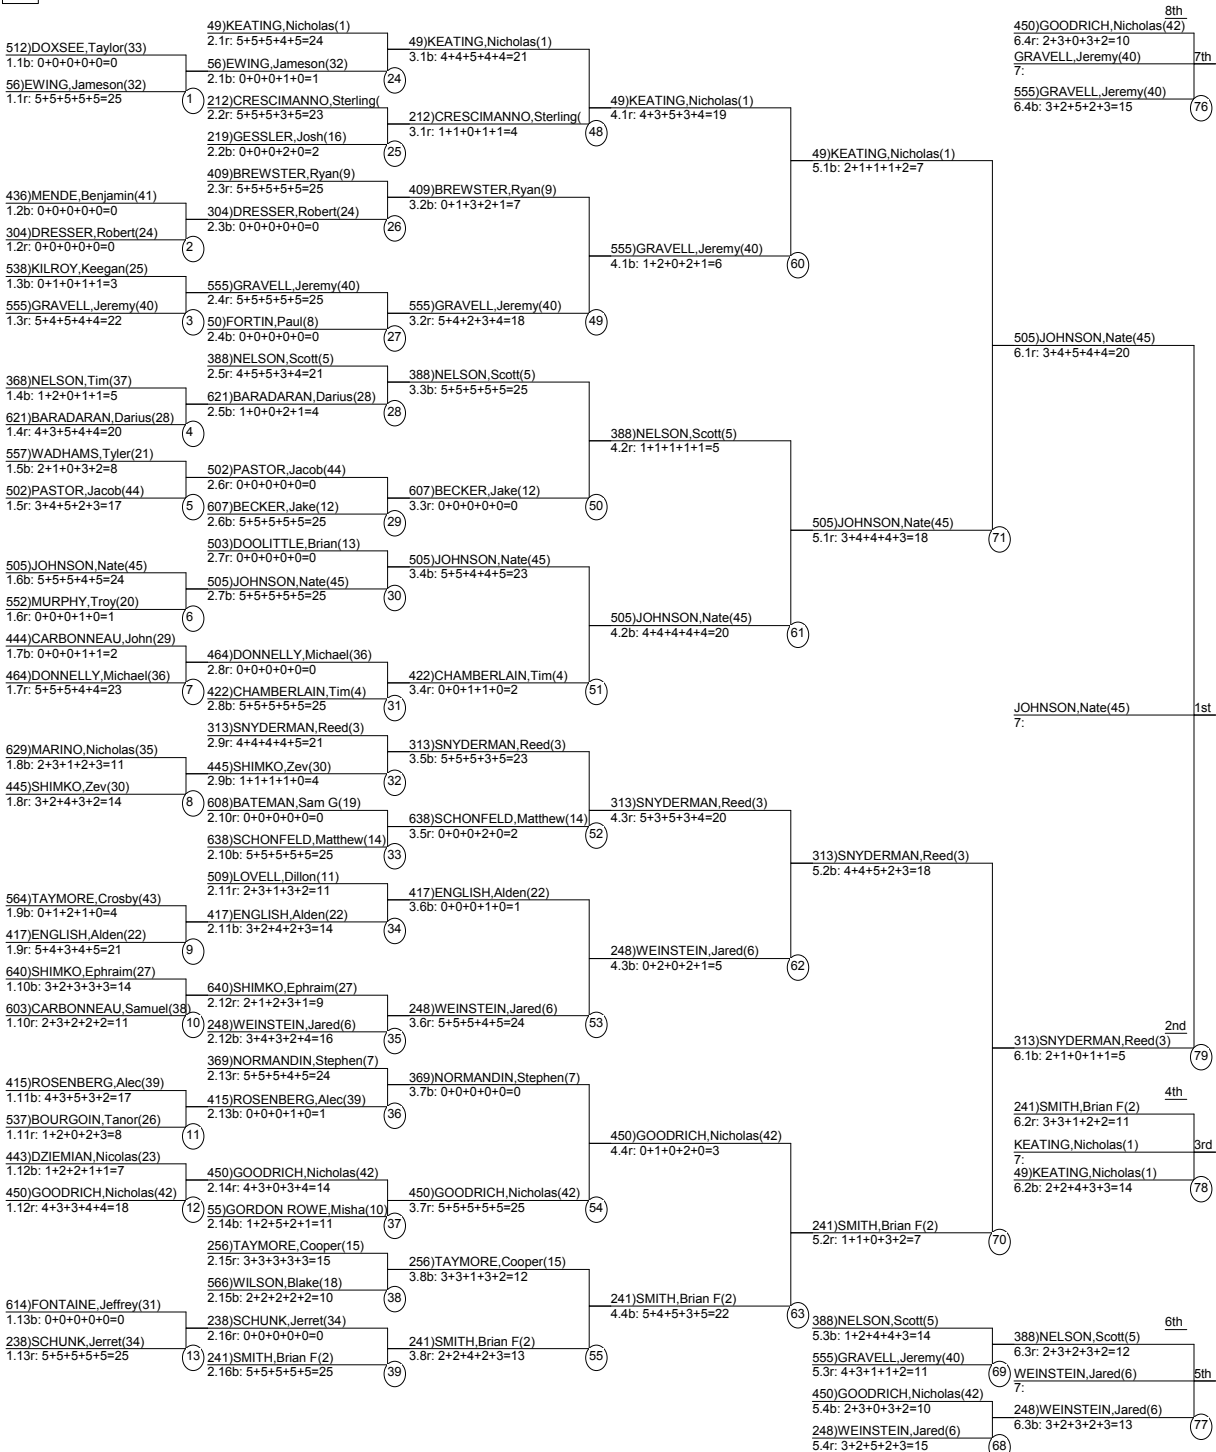 512)DOXSEE,Taylor(33)
1.1b: 0+0+0+0+0=0
56)EWING,Jameson(32)
1.1r: 5+5+5+5+5=25
1
436)MENDE,Benjamin(41)
1.2b: 0+0+0+0+0=0
304)DRESSER,Robert(24)
1.2r: 0+0+0+0+0=0
2
538)KILROY,Keegan(25)
1.3b: 0+1+0+1+1=3
555)GRAVELL,Jeremy(40)
1.3r: 5+4+5+4+4=22
3
368)NELSON,Tim(37)
1.4b: 1+2+0+1+1=5
621)BARADARAN,Darius(28)
1.4r: 4+3+5+4+4=20
4
557)WADHAMS,Tyler(21)
1.5b: 2+1+0+3+2=8
502)PASTOR,Jacob(44)
1.5r: 3+4+5+2+3=17
5
505)JOHNSON,Nate(45)
1.6b: 5+5+5+4+5=24
552)MURPHY,Troy(20)
1.6r: 0+0+0+1+0=1
6
444)CARBONNEAU,John(29)
1.7b: 0+0+0+1+1=2
464)DONNELLY,Michael(36)
1.7r: 5+5+5+4+4=23
7
629)MARINO,Nicholas(35)
1.8b: 2+3+1+2+3=11
445)SHIMKO,Zev(30)
1.8r: 3+2+4+3+2=14
8
564)TAYMORE,Crosby(43)
1.9b: 0+1+2+1+0=4
417)ENGLISH,Alden(22)
1.9r: 5+4+3+4+5=21
9
640)SHIMKO,Ephraim(27)
1.10b: 3+2+3+3+3=14
603)CARBONNEAU,Samuel(38)
1.10r: 2+3+2+2+2=11
10
415)ROSENBERG,Alec(39)
1.11b: 4+3+5+3+2=17
537)BOURGOIN,Tanor(26)
1.11r: 1+2+0+2+3=8
11
443)DZIEMIAN,Nicolas(23)
1.12b: 1+2+2+1+1=7
450)GOODRICH,Nicholas(42)
1.12r: 4+3+3+4+4=18
12
614)FONTAINE,Jeffrey(31)
1.13b: 0+0+0+0+0=0
238)SCHUNK,Jerret(34)
1.13r: 5+5+5+5+5=25
13
49)KEATING,Nicholas(1)
2.1r: 5+5+5+4+5=24
56)EWING,Jameson(32)
2.1b: 0+0+0+1+0=1
24
212)CRESCIMANNO,Sterling(
2.2r: 5+5+5+3+5=23
219)GESSLER,Josh(16)
2.2b: 0+0+0+2+0=2
25
409)BREWSTER,Ryan(9)
2.3r: 5+5+5+5+5=25
304)DRESSER,Robert(24)
2.3b: 0+0+0+0+0=0
26
555)GRAVELL,Jeremy(40)
2.4r: 5+5+5+5+5=25
50)FORTIN,Paul(8)
2.4b: 0+0+0+0+0=0
27
388)NELSON,Scott(5)
2.5r: 4+5+5+3+4=21
621)BARADARAN,Darius(28)
2.5b: 1+0+0+2+1=4
28
502)PASTOR,Jacob(44)
2.6r: 0+0+0+0+0=0
607)BECKER,Jake(12)
2.6b: 5+5+5+5+5=25
29
503)DOOLITTLE,Brian(13)
2.7r: 0+0+0+0+0=0
505)JOHNSON,Nate(45)
2.7b: 5+5+5+5+5=25
30
464)DONNELLY,Michael(36)
2.8r: 0+0+0+0+0=0
422)CHAMBERLAIN,Tim(4)
2.8b: 5+5+5+5+5=25
31
313)SNYDERMAN,Reed(3)
2.9r: 4+4+4+4+5=21
445)SHIMKO,Zev(30)
2.9b: 1+1+1+1+0=4
32
608)BATEMAN,Sam G(19)
2.10r: 0+0+0+0+0=0
638)SCHONFELD,Matthew(14)
2.10b: 5+5+5+5+5=25
33
509)LOVELL,Dillon(11)
2.11r: 2+3+1+3+2=11
417)ENGLISH,Alden(22)
2.11b: 3+2+4+2+3=14
34
640)SHIMKO,Ephraim(27)
2.12r: 2+1+2+3+1=9
248)WEINSTEIN,Jared(6)
2.12b: 3+4+3+2+4=16
35
369)NORMANDIN,Stephen(7)
2.13r: 5+5+5+4+5=24
415)ROSENBERG,Alec(39)
2.13b: 0+0+0+1+0=1
36
450)GOODRICH,Nicholas(42)
2.14r: 4+3+0+3+4=14
55)GORDON ROWE,Misha(10)
2.14b: 1+2+5+2+1=11
37
256)TAYMORE,Cooper(15)
2.15r: 3+3+3+3+3=15
566)WILSON,Blake(18)
2.15b: 2+2+2+2+2=10
38
238)SCHUNK,Jerret(34)
2.16r: 0+0+0+0+0=0
241)SMITH,Brian F(2)
2.16b: 5+5+5+5+5=25
39
49)KEATING,Nicholas(1)
3.1b: 4+4+5+4+4=21
212)CRESCIMANNO,Sterling(
3.1r: 1+1+0+1+1=4
48
409)BREWSTER,Ryan(9)
3.2b: 0+1+3+2+1=7
555)GRAVELL,Jeremy(40)
3.2r: 5+4+2+3+4=18
49
388)NELSON,Scott(5)
3.3b: 5+5+5+5+5=25
607)BECKER,Jake(12)
3.3r: 0+0+0+0+0=0
50
505)JOHNSON,Nate(45)
3.4b: 5+5+4+4+5=23
422)CHAMBERLAIN,Tim(4)
3.4r: 0+0+1+1+0=2
51
313)SNYDERMAN,Reed(3)
3.5b: 5+5+5+3+5=23
638)SCHONFELD,Matthew(14)
3.5r: 0+0+0+2+0=2
52
417)ENGLISH,Alden(22)
3.6b: 0+0+0+1+0=1
248)WEINSTEIN,Jared(6)
3.6r: 5+5+5+4+5=24
53
369)NORMANDIN,Stephen(7)
3.7b: 0+0+0+0+0=0
450)GOODRICH,Nicholas(42)
3.7r: 5+5+5+5+5=25
54
256)TAYMORE,Cooper(15)
3.8b: 3+3+1+3+2=12
241)SMITH,Brian F(2)
3.8r: 2+2+4+2+3=13
55
49)KEATING,Nicholas(1)
4.1r: 4+3+5+3+4=19
555)GRAVELL,Jeremy(40)
4.1b: 1+2+0+2+1=6
60
388)NELSON,Scott(5)
4.2r: 1+1+1+1+1=5
505)JOHNSON,Nate(45)
4.2b: 4+4+4+4+4=20
61
313)SNYDERMAN,Reed(3)
4.3r: 5+3+5+3+4=20
248)WEINSTEIN,Jared(6)
4.3b: 0+2+0+2+1=5
62
450)GOODRICH,Nicholas(42)
4.4r: 0+1+0+2+0=3
241)SMITH,Brian F(2)
4.4b: 5+4+5+3+5=22
63
49)KEATING,Nicholas(1)
5.1b: 2+1+1+1+2=7
505)JOHNSON,Nate(45)
5.1r: 3+4+4+4+3=18
71
313)SNYDERMAN,Reed(3)
5.2b: 4+4+5+2+3=18
241)SMITH,Brian F(2)
5.2r: 1+1+0+3+2=7
70
388)NELSON,Scott(5)
5.3b: 1+2+4+4+3=14
555)GRAVELL,Jeremy(40)
5.3r: 4+3+1+1+2=11
69
450)GOODRICH,Nicholas(42)
5.4b: 2+3+0+3+2=10
248)WEINSTEIN,Jared(6)
5.4r: 3+2+5+2+3=15
68
8th
450)GOODRICH,Nicholas(42)
6.4r: 2+3+0+3+2=10
GRAVELL,Jeremy(40)
7th
7:
555)GRAVELL,Jeremy(40)
6.4b: 3+2+5+2+3=15
76
505)JOHNSON,Nate(45)
6.1r: 3+4+5+4+4=20
JOHNSON,Nate(45)
1st
7:
2nd
313)SNYDERMAN,Reed(3)
6.1b: 2+1+0+1+1=5
79
4th
241)SMITH,Brian F(2)
6.2r: 3+3+1+2+2=11
KEATING,Nicholas(1)
3rd
7:
49)KEATING,Nicholas(1)
6.2b: 2+2+4+3+3=14
78
6th
388)NELSON,Scott(5)
6.3r: 2+3+2+3+2=12
WEINSTEIN,Jared(6)
5th
7:
248)WEINSTEIN,Jared(6)
6.3b: 3+2+3+2+3=13
77